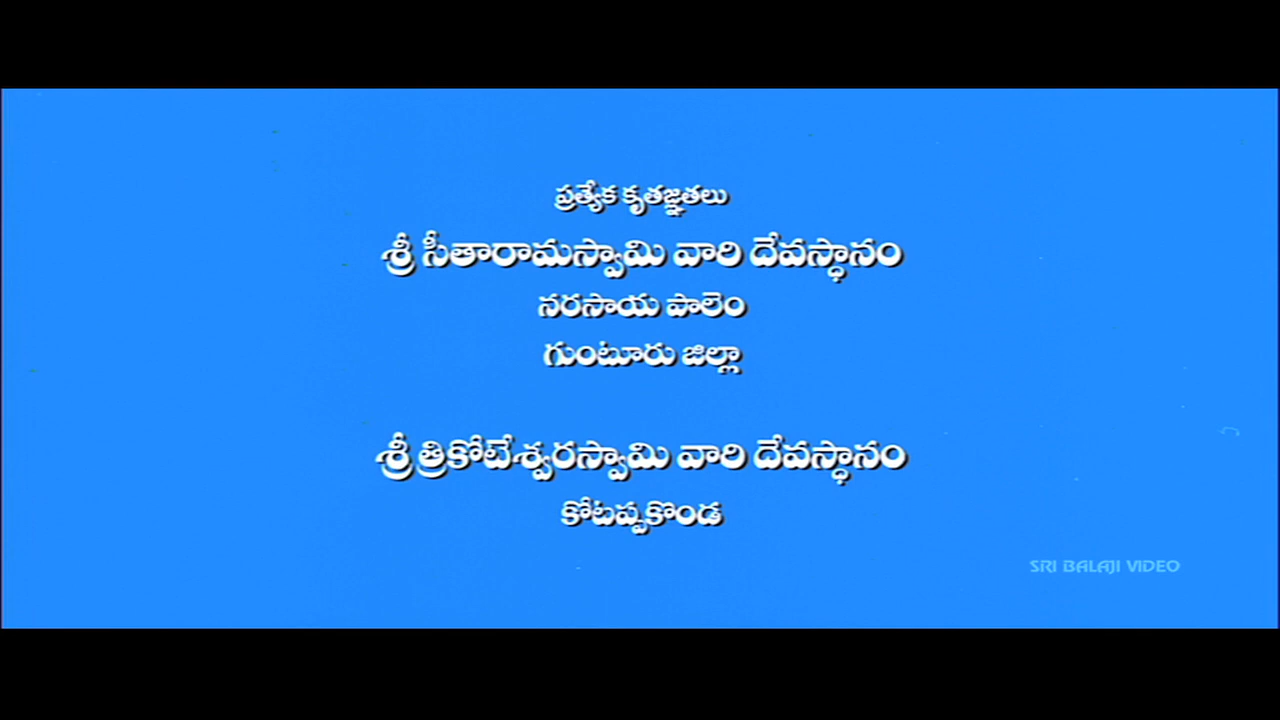 ప్రత్యేక కృతజ్ఞతలు
శ్రీ సీతారామస్వామి వారి దేవస్థానం
నరసాయ పాలెం
గుంటూరు జిల్లా
శ్రీ త్రికోటేశ్వరస్వామి వారి దేవస్థానం
కోటప్పకొండ
SRI BALAJI VIDEO